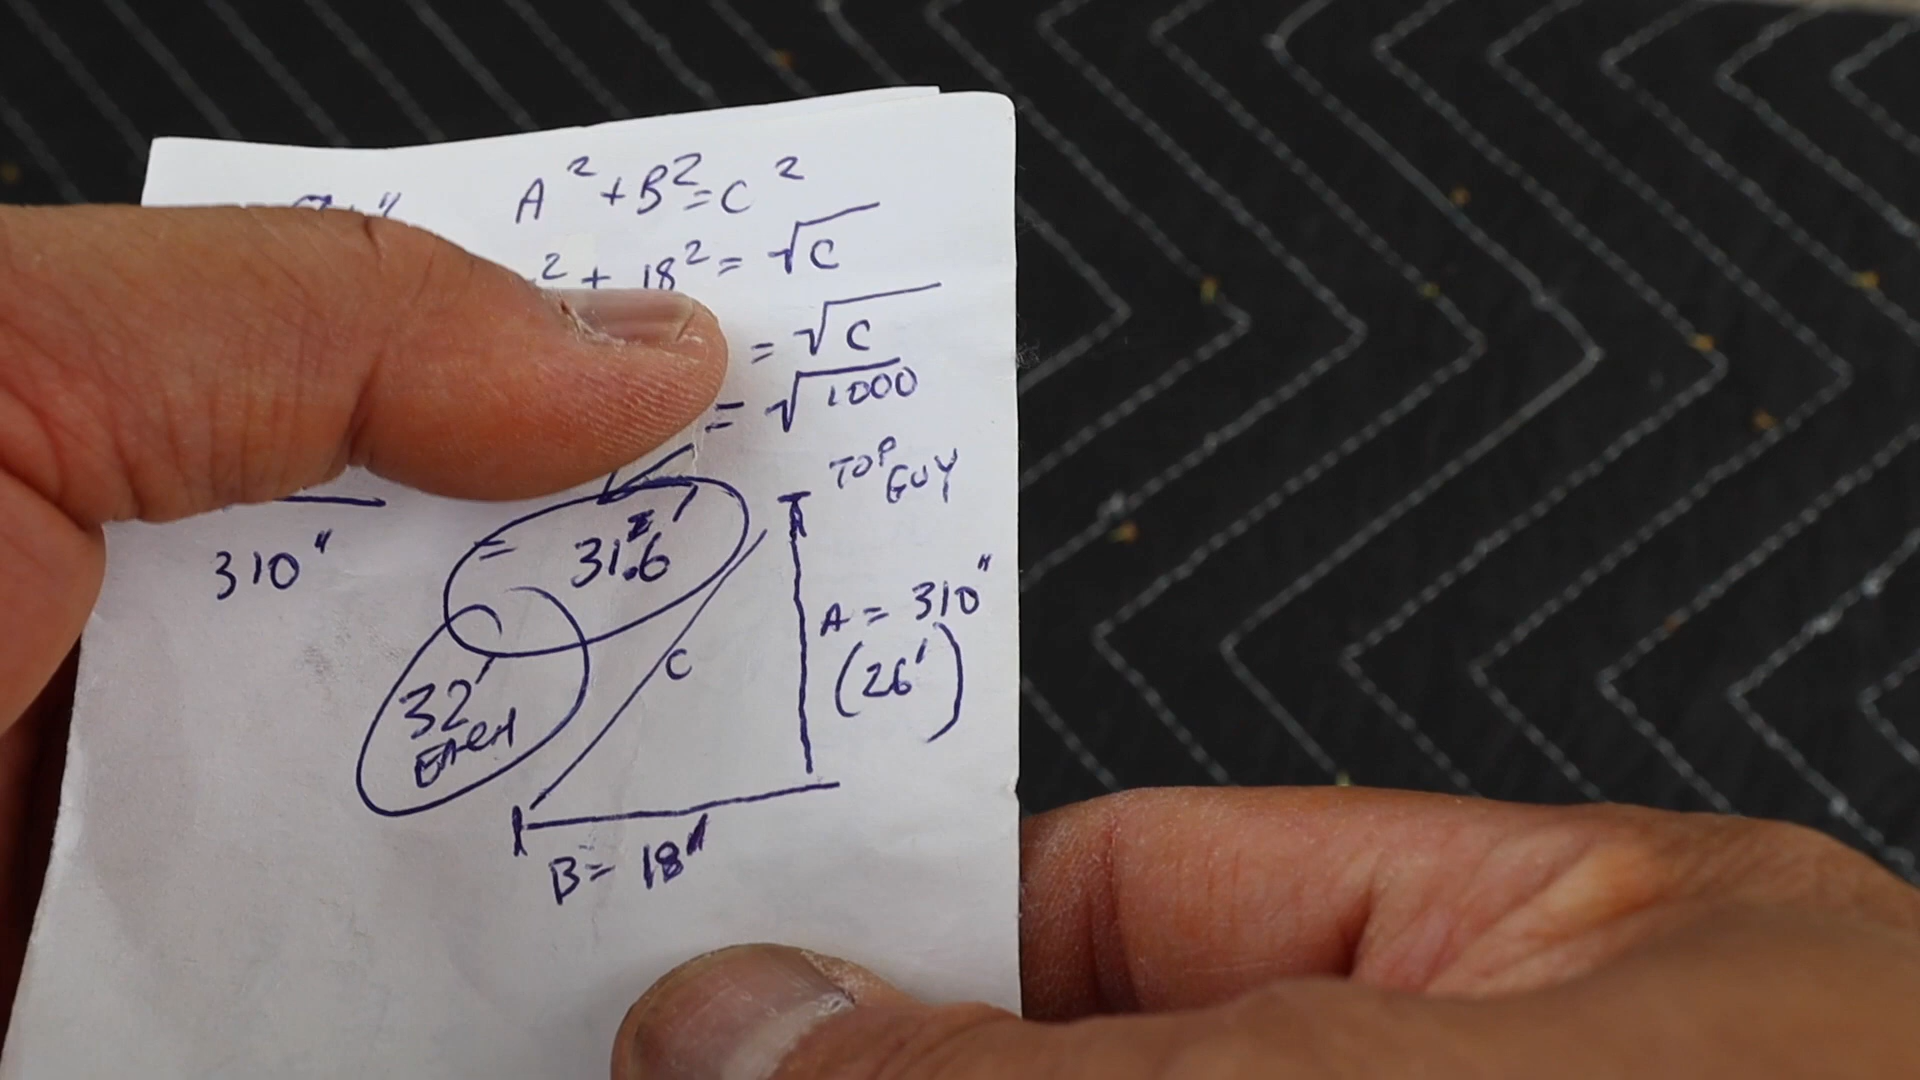 A² + B² = C²
² + 18² = √C
= √C
= √1000
TOP GUY
= 31.6'
310"
A = 310"
(26')
C
32'
EACH
B = 18"